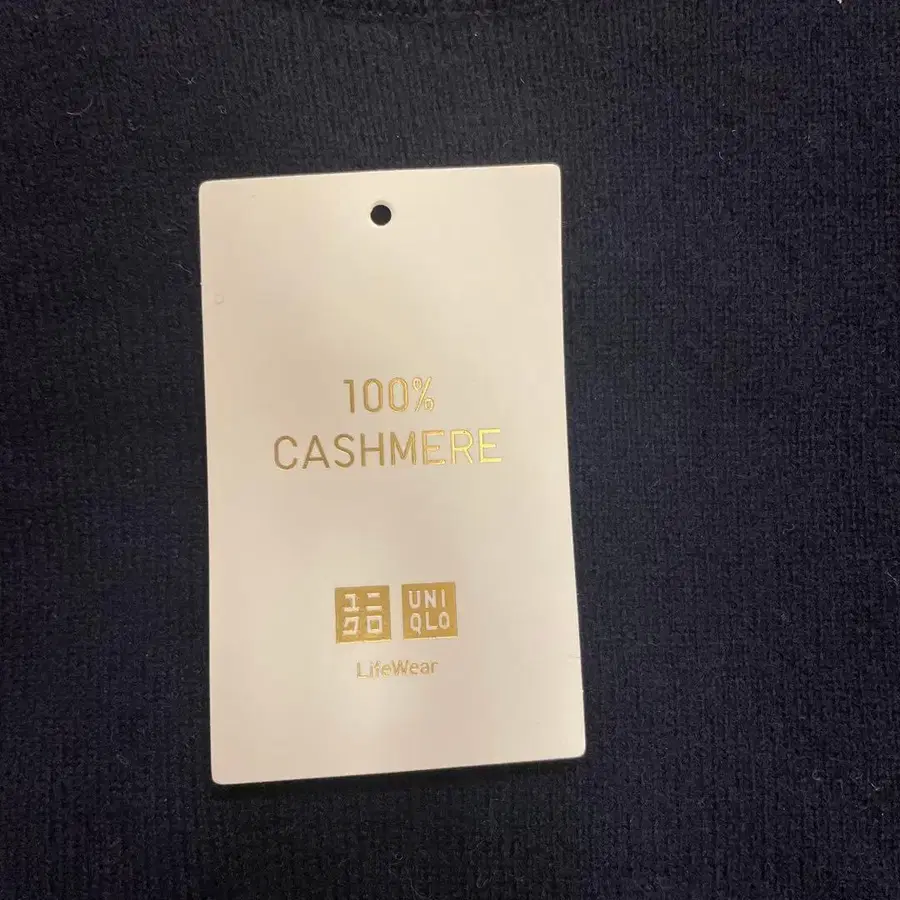 100%
CASHMERE
ユニ UNI
クロ QLO
LifeWear